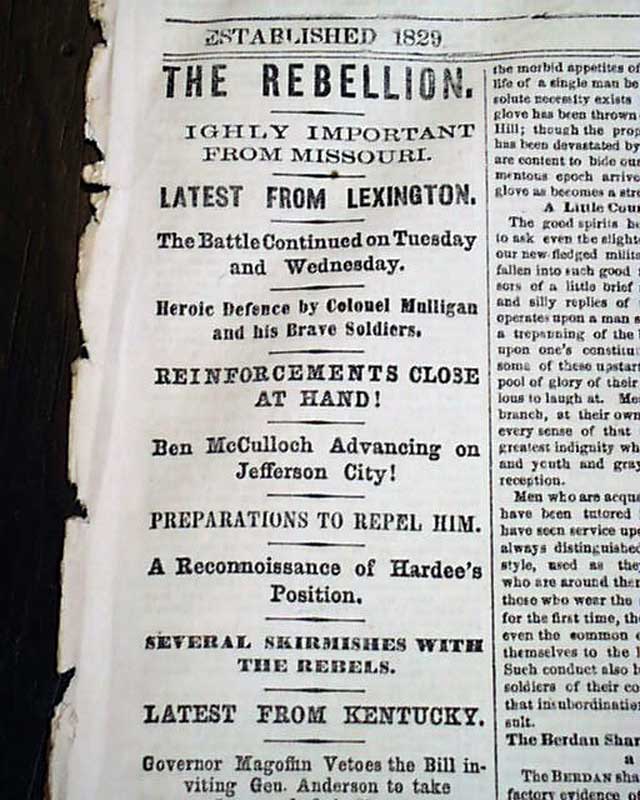 ESTABLISHED 1829
THE REBELLION.
IGHLY IMPORTANT
FROM MISSOURI.
LATEST FROM LEXINGTON.
The Battle Continued on Tuesday
and Wednesday.
Heroic Defence by Colonel Mulligan
and his Brave Soldiers.
REINFORCEMENTS CLOSE
AT HAND!
Ben McCulloch Advancing on
Jefferson City!
PREPARATIONS TO REPEL HIM.
A Reconnoissance of Hardee's
Position.
SEVERAL SKIRMISHES WITH
THE REBELS.
LATEST FROM KENTUCKY.
Governor Magoffin Vetoes the Bill in-
viting Gen. Anderson to take
the morbid appetites of
life of a single man be
solute necessity exists
glove has been thrown
Hill; though the prop
has been devastated by
are content to bide our
mentous epoch arrive
glove as becomes a stro
A Little Cour
The good spirits he
to ask even the slighte
our new fledged milita
fallen into such good
sors of a little brief
and silly replies of
operates upon a man s
a trepanning of the
upon one's constitu
some of these upstart
pool of glory of their
ious to laugh at. Me
branch, at their own
every sense of that
greatest indignity wh
and youth and gray
reception.
Men who are acqua
have been tutored
have seen service upo
always distinguished
style, used as they
who are around them
those who wear the
for the first time, the
even the common
themselves to the
Such conduct also b
soldiers of their co
that insubordination
sult.
The Berdan Shar
a
The BERDAN sha
factory evidence of